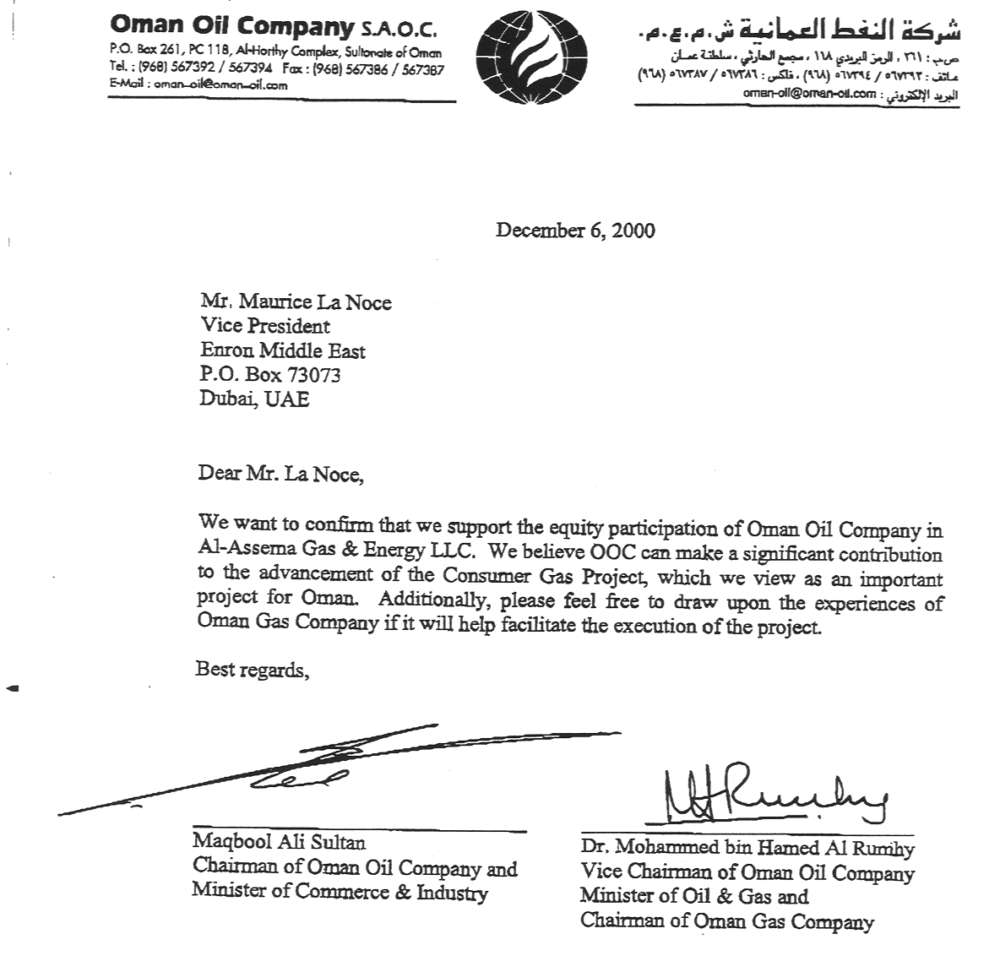 Oman Oil Company S.A.O.C.
P.O. Box 261, PC 118, Al-Horthy Complex, Sultanate of Oman
Tel. : (968) 567392 / 567394 Fax : (968) 567386 / 567387
E-Mail : oman_oil@oman_oil.com
شركة النفط العمانية ش.م.ع.م.
ص.ب : ٢٦١ ، الرمز البريدي ١١٨ ، مجمع الحارثي ، سلطنة عمـان
هاتف : ٥٦٧٣٩٢ / ٥٦٧٣٩٤ (٩٦٨) ، فاكس : ٥٦٧٣٨٦ / ٥٦٧٣٨٧ (٩٦٨)
البريد الإلكتروني : oman-oil@oman-oil.com
December 6, 2000
Mr. Maurice La Noce
Vice President
Enron Middle East
P.O. Box 73073
Dubai, UAE
Dear Mr. La Noce,
We want to confirm that we support the equity participation of Oman Oil Company in
Al-Assema Gas & Energy LLC. We believe OOC can make a significant contribution
to the advancement of the Consumer Gas Project, which we view as an important
project for Oman. Additionally, please feel free to draw upon the experiences of
Oman Gas Company if it will help facilitate the execution of the project.
Best regards,
MHRumhy
Maqbool Ali Sultan
Chairman of Oman Oil Company and
Minister of Commerce & Industry
Dr. Mohammed bin Hamed Al Rumhy
Vice Chairman of Oman Oil Company
Minister of Oil & Gas and
Chairman of Oman Gas Company